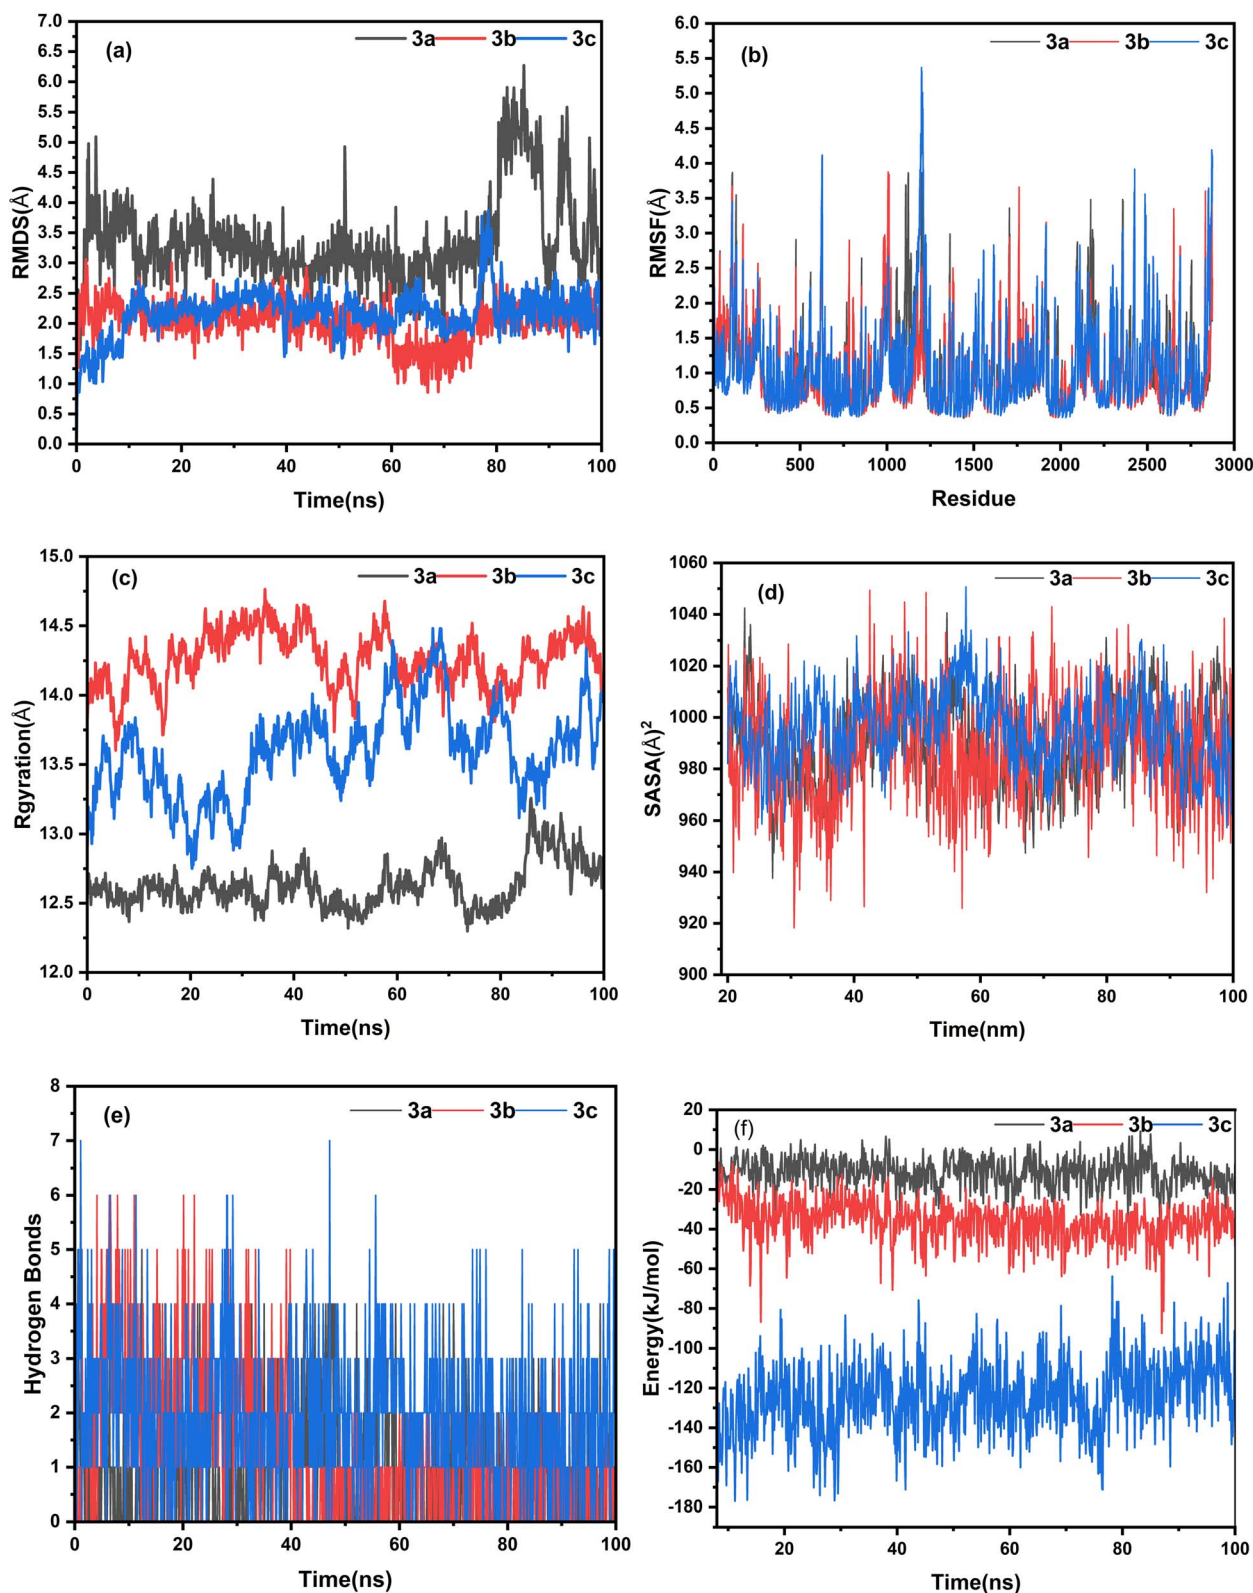 (a)
3a 3b 3c
RMDS(Å)
7.0
6.5
6.0
5.5
5.0
4.5
4.0
3.5
3.0
2.5
2.0
1.5
1.0
0.5
0.0
0 20 40 60 80 100
Time(ns)
(b)
3a 3b 3c
RMSF(Å)
6.0
5.5
5.0
4.5
4.0
3.5
3.0
2.5
2.0
1.5
1.0
0.5
0.0
0 500 1000 1500 2000 2500 3000
Residue
(c)
3a 3b 3c
Rgyration(Å)
15.0
14.5
14.0
13.5
13.0
12.5
12.0
0 20 40 60 80 100
Time(ns)
(d)
3a 3b 3c
SASA(Å)²
1060
1040
1020
1000
980
960
940
920
900
20 40 60 80 100
Time(nm)
(e)
3a 3b 3c
Hydrogen Bonds
8
7
6
5
4
3
2
1
0
0 20 40 60 80 100
Time(ns)
(f)
3a 3b 3c
Energy(kJ/mol)
20
0
-20
-40
-60
-80
-100
-120
-140
-160
-180
20 40 60 80 100
Time(ns)